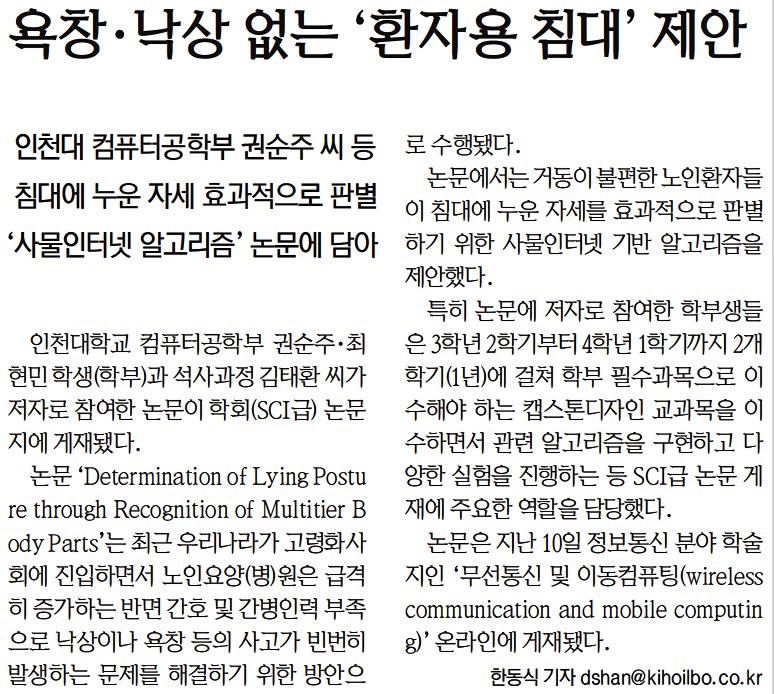 욕창·낙상 없는 ‘환자용 침대’ 제안
인천대 컴퓨터공학부 권순주 씨 등
침대에 누운 자세 효과적으로 판별
‘사물인터넷 알고리즘’ 논문에 담아
인천대학교 컴퓨터공학부 권순주·최
현민 학생(학부)과 석사과정 김태환 씨가
저자로 참여한 논문이 학회(SCI급) 논문
지에 게재됐다.
논문 ‘Determination of Lying Postu
re through Recognition of Multitier B
ody Parts’는 최근 우리나라가 고령화사
회에 진입하면서 노인요양(병)원은 급격
히 증가하는 반면 간호 및 간병인력 부족
으로 낙상이나 욕창 등의 사고가 빈번히
발생하는 문제를 해결하기 위한 방안으
로 수행됐다.
논문에서는 거동이 불편한 노인환자들
이 침대에 누운 자세를 효과적으로 판별
하기 위한 사물인터넷 기반 알고리즘을
제안했다.
특히 논문에 저자로 참여한 학부생들
은 3학년 2학기부터 4학년 1학기까지 2개
학기(1년)에 걸쳐 학부 필수과목으로 이
수해야 하는 캡스톤디자인 교과목을 이
수하면서 관련 알고리즘을 구현하고 다
양한 실험을 진행하는 등 SCI급 논문 게
재에 주요한 역할을 담당했다.
논문은 지난 10일 정보통신 분야 학술
지인 ‘무선통신 및 이동컴퓨팅(wireless
communication and mobile computin
g)’ 온라인에 게재됐다.
한동식 기자 dshan@kihoilbo.co.kr